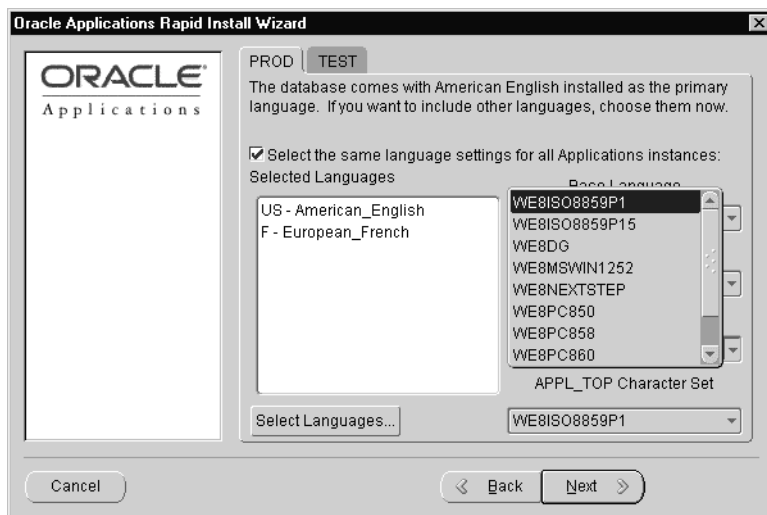 Oracle Applications Rapid Install Wizard
ORACLE
Applications
PROD
TEST
The database comes with American English installed as the primary
language. If you want to include other languages, choose them now.
Select the same language settings for all Applications instances:
Selected Languages
Base Language
US - American_English
F - European_French
WE8ISO8859P1
WE8ISO8859P15
WE8DG
WE8MSWIN1252
WE8NEXTSTEP
WE8PC850
WE8PC858
WE8PC860
APPL_TOP Character Set
Select Languages...
WE8ISO8859P1
Cancel
Back
Next